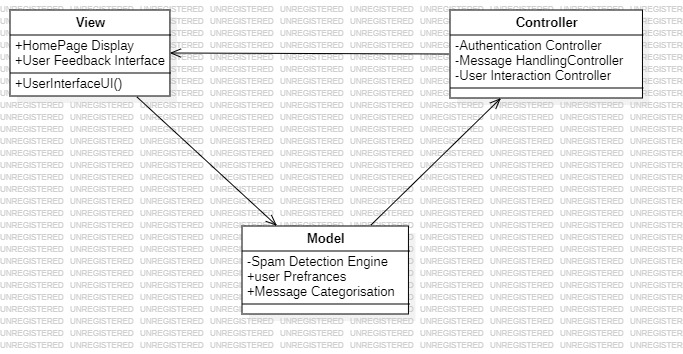 View
+HomePage Display
+User Feedback Interface
+UserInterfaceUI()
Controller
-Authentication Controller
-Message HandlingController
-User Interaction Controller
Model
-Spam Detection Engine
+user Prefrances
+Message Categorisation
UNREGISTERED